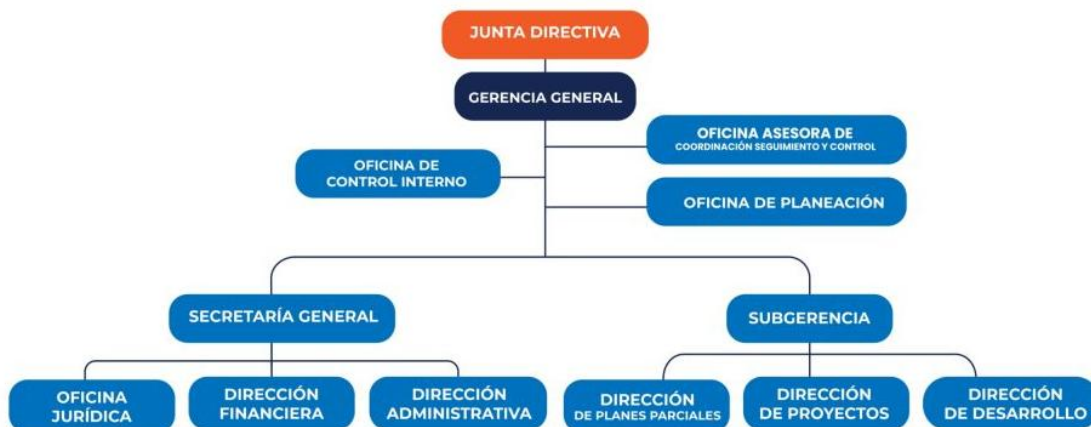 JUNTA DIRECTIVA
GERENCIA GENERAL
OFICINA ASESORA DE
COORDINACIÓN SEGUIMIENTO Y CONTROL
OFICINA DE
CONTROL INTERNO
OFICINA DE PLANEACIÓN
SECRETARÍA GENERAL
SUBGERENCIA
OFICINA
JURÍDICA
DIRECCIÓN
FINANCIERA
DIRECCIÓN
ADMINISTRATIVA
DIRECCIÓN
DE PLANES PARCIALES
DIRECCIÓN
DE PROYECTOS
DIRECCIÓN
DE DESARROLLO